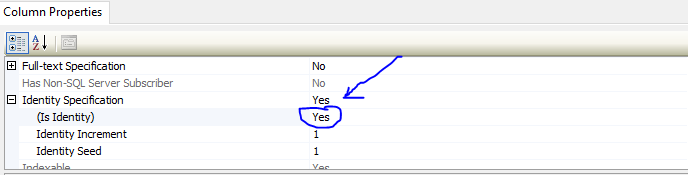 Column Properties
Full-text Specification No
Has Non-SQL Server Subscriber No
Identity Specification Yes
(Is Identity) Yes
Identity Increment 1
Identity Seed 1
Indexable Yes